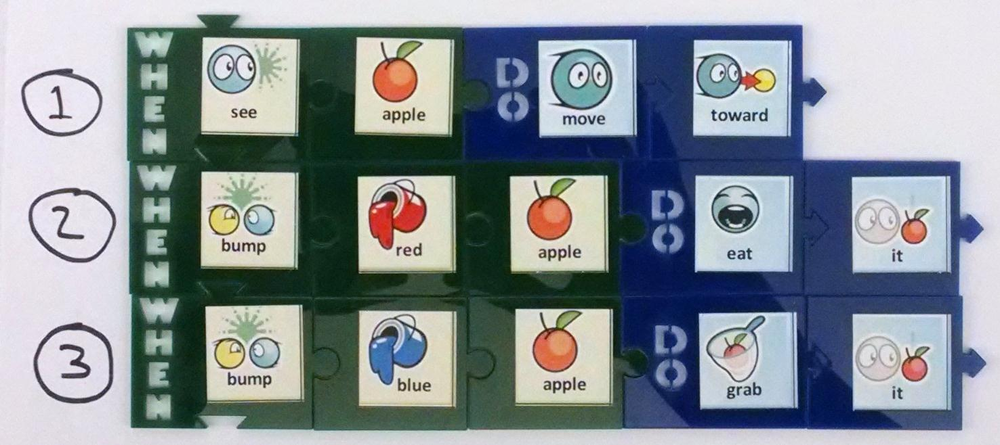 1 WHEN see apple DO move toward
2 WHEN bump red apple DO eat it
3 WHEN bump blue apple DO grab it